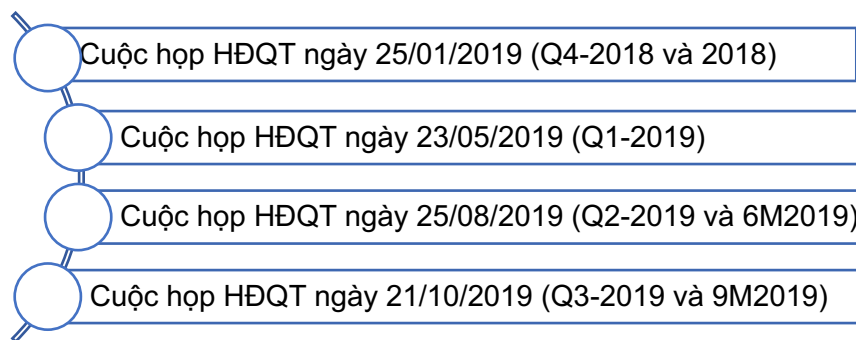 Cuộc họp HĐQT ngày 25/01/2019 (Q4-2018 và 2018)
Cuộc họp HĐQT ngày 23/05/2019 (Q1-2019)
Cuộc họp HĐQT ngày 25/08/2019 (Q2-2019 và 6M2019)
Cuộc họp HĐQT ngày 21/10/2019 (Q3-2019 và 9M2019)